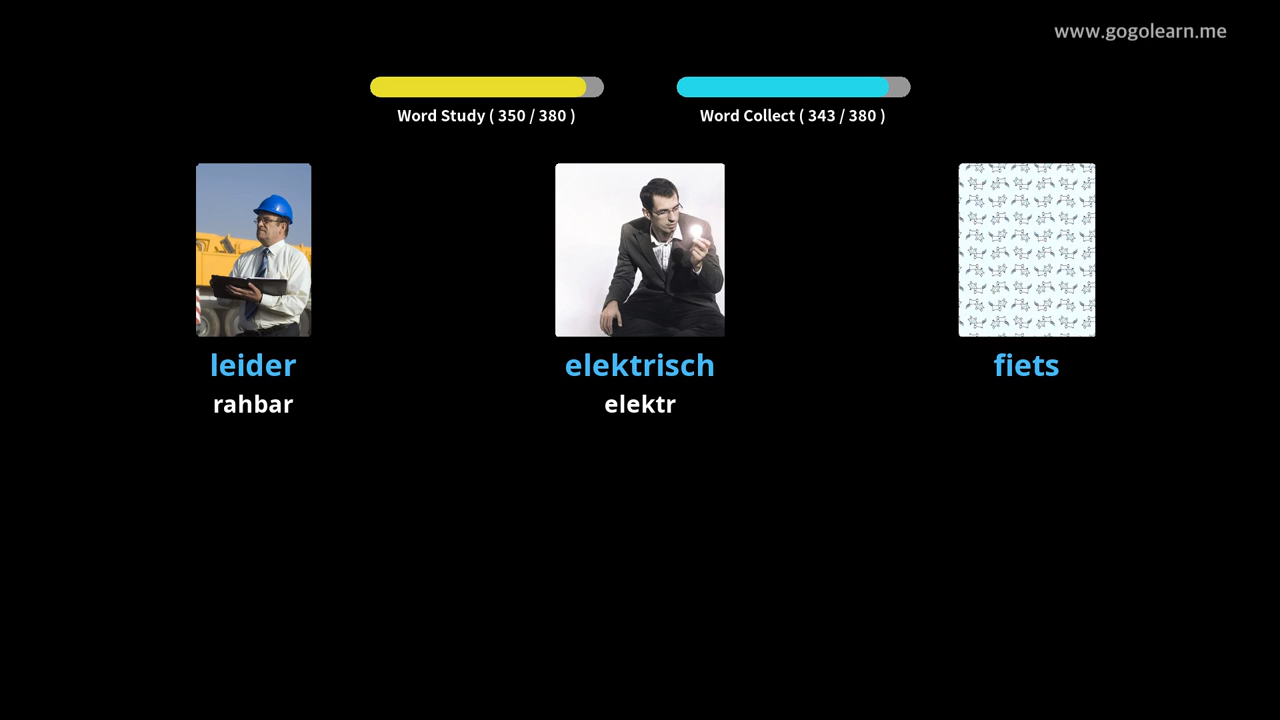 www.gogolearn.me
Word Study ( 350 / 380 )
Word Collect ( 343 / 380 )
leider
rahbar
elektrisch
elektr
fiets